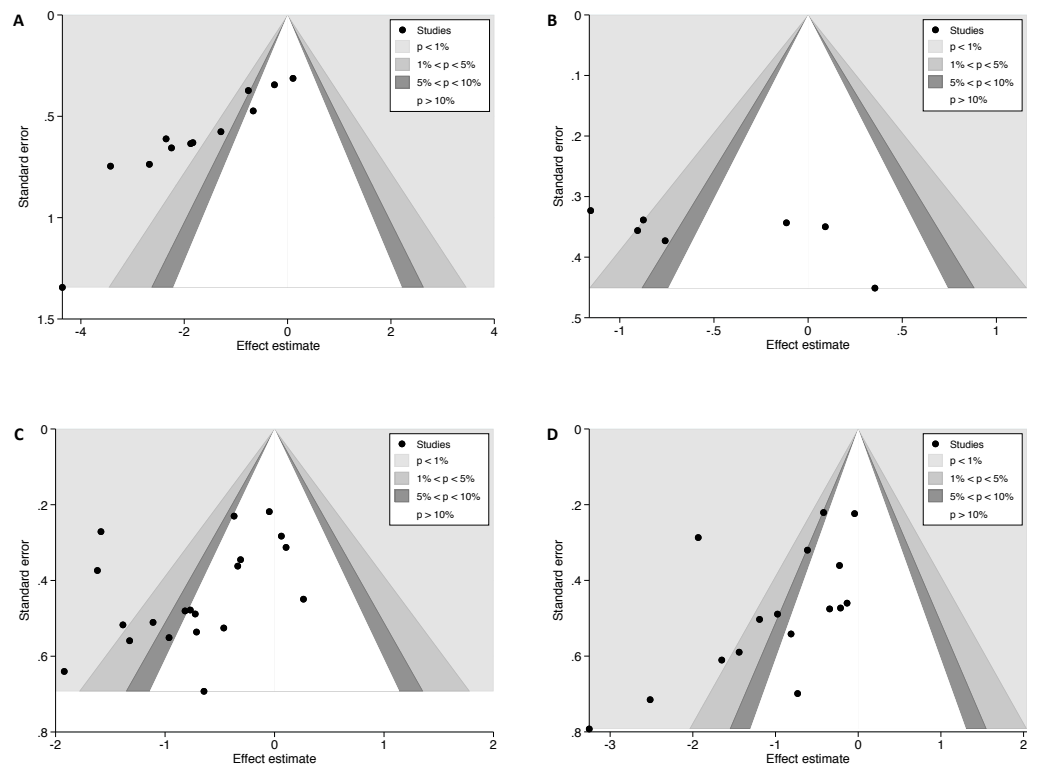 A
0
.5
1
1.5
Standard error
-4
-2
0
2
4
Effect estimate
Studies
p < 1%
1% < p < 5%
5% < p < 10%
p > 10%
B
0
.1
.2
.3
.4
.5
Standard error
-1
-.5
0
.5
1
Effect estimate
Studies
p < 1%
1% < p < 5%
5% < p < 10%
p > 10%
C
0
.2
.4
.6
.8
Standard error
-2
-1
0
1
2
Effect estimate
Studies
p < 1%
1% < p < 5%
5% < p < 10%
p > 10%
D
0
.2
.4
.6
.8
Standard error
-3
-2
-1
0
1
2
Effect estimate
Studies
p < 1%
1% < p < 5%
5% < p < 10%
p > 10%